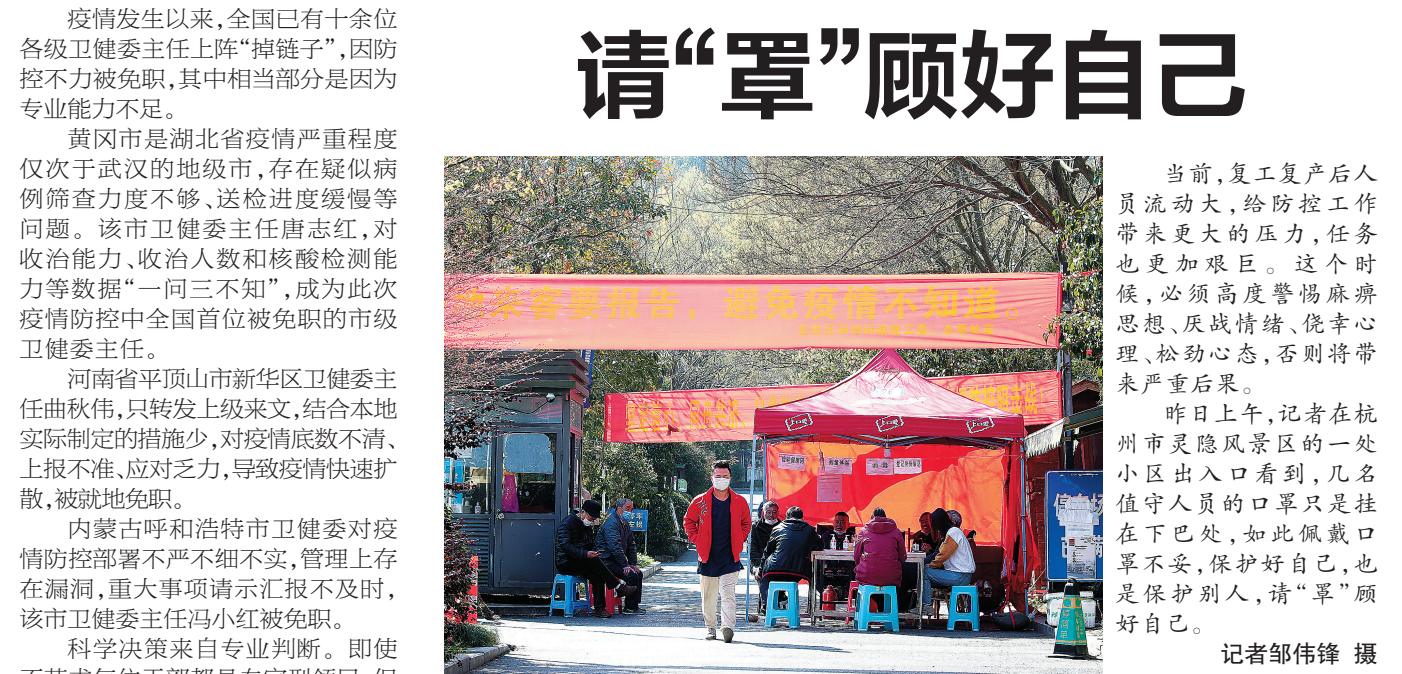 疫情发生以来,全国已有十余位
各级卫健委主任上阵“掉链子”,因防
控不力被免职,其中相当部分是因为
专业能力不足。
黄冈市是湖北省疫情严重程度
仅次于武汉的地级市,存在疑似病
例筛查力度不够、送检进度缓慢等
问题。该市卫健委主任唐志红,对
收治能力、收治人数和核酸检测能
力等数据“一问三不知”,成为此次
疫情防控中全国首位被免职的市级
卫健委主任。
河南省平顶山市新华区卫健委主
任曲秋伟,只转发上级来文,结合本地
实际制定的措施少,对疫情底数不清、
上报不准、应对乏力,导致疫情快速扩
散,被就地免职。
内蒙古呼和浩特市卫健委对疫
情防控部署不严不细不实,管理上存
在漏洞,重大事项请示汇报不及时,
该市卫健委主任冯小红被免职。
科学决策来自专业判断。即使
请“罩”顾好自己
来客要报告,避免疫情不知道。
当前,复工复产后人
员流动大,给防控工作
带来更大的压力,任务
也更加艰巨。这个时
候,必须高度警惕麻痹
思想、厌战情绪、侥幸心
理、松劲心态,否则将带
来严重后果。
昨日上午,记者在杭
州市灵隐风景区的一处
小区出入口看到,几名
值守人员的口罩只是挂
在下巴处,如此佩戴口
罩不妥,保护好自己,也
是保护别人,请“罩”顾
好自己。
记者邹伟锋 摄